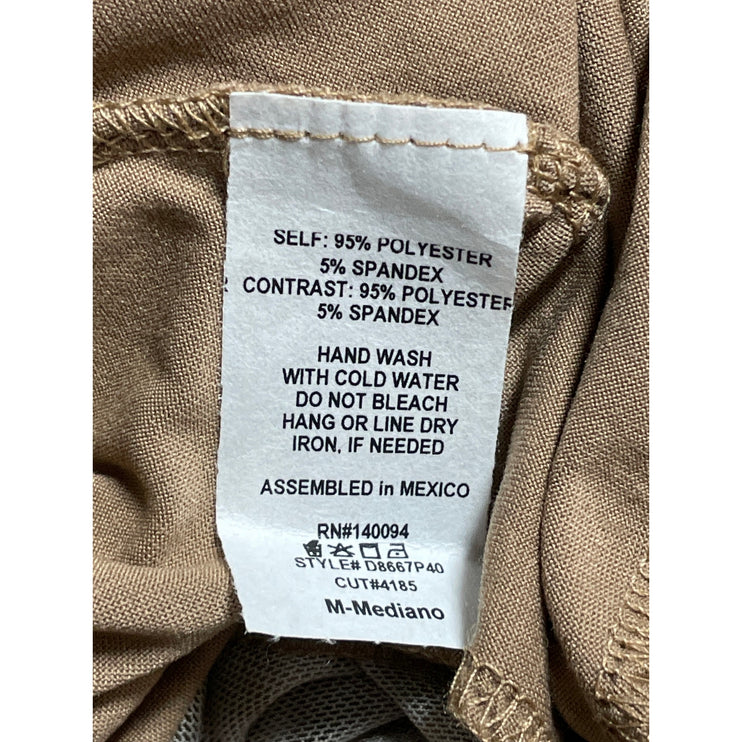 SELF: 95% POLYESTER
5% SPANDEX
CONTRAST: 95% POLYESTER
5% SPANDEX
HAND WASH
WITH COLD WATER
DO NOT BLEACH
HANG OR LINE DRY
IRON, IF NEEDED
ASSEMBLED in MEXICO
RN#140094
STYLE# D8667P40
CUT#4185
M-Mediano